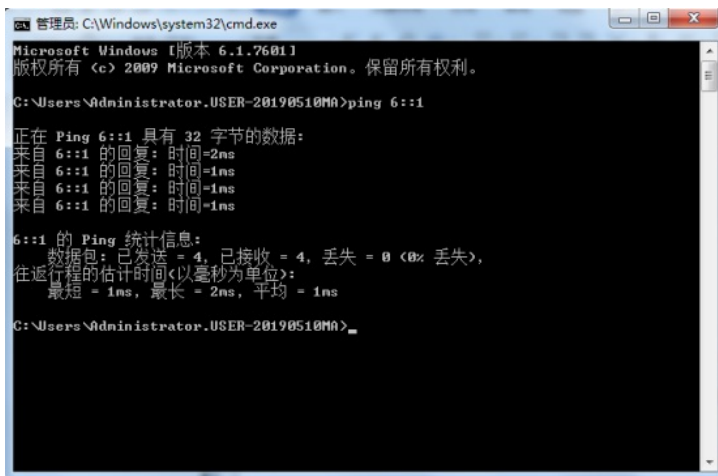 管理员: C:\Windows\system32\cmd.exe
Microsoft Windows [版本 6.1.7601]
版权所有 (c) 2009 Microsoft Corporation。保留所有权利。
C:\Users\Administrator.USER-20190510MA>ping 6::1
正在 Ping 6::1 具有 32 字节的数据:
来自 6::1 的回复: 时间=2ms
来自 6::1 的回复: 时间=1ms
来自 6::1 的回复: 时间=1ms
来自 6::1 的回复: 时间=1ms
6::1 的 Ping 统计信息:
数据包: 已发送 = 4, 已接收 = 4, 丢失 = 0 (0% 丢失),
往返行程的估计时间(以毫秒为单位):
最短 = 1ms, 最长 = 2ms, 平均 = 1ms
C:\Users\Administrator.USER-20190510MA>_